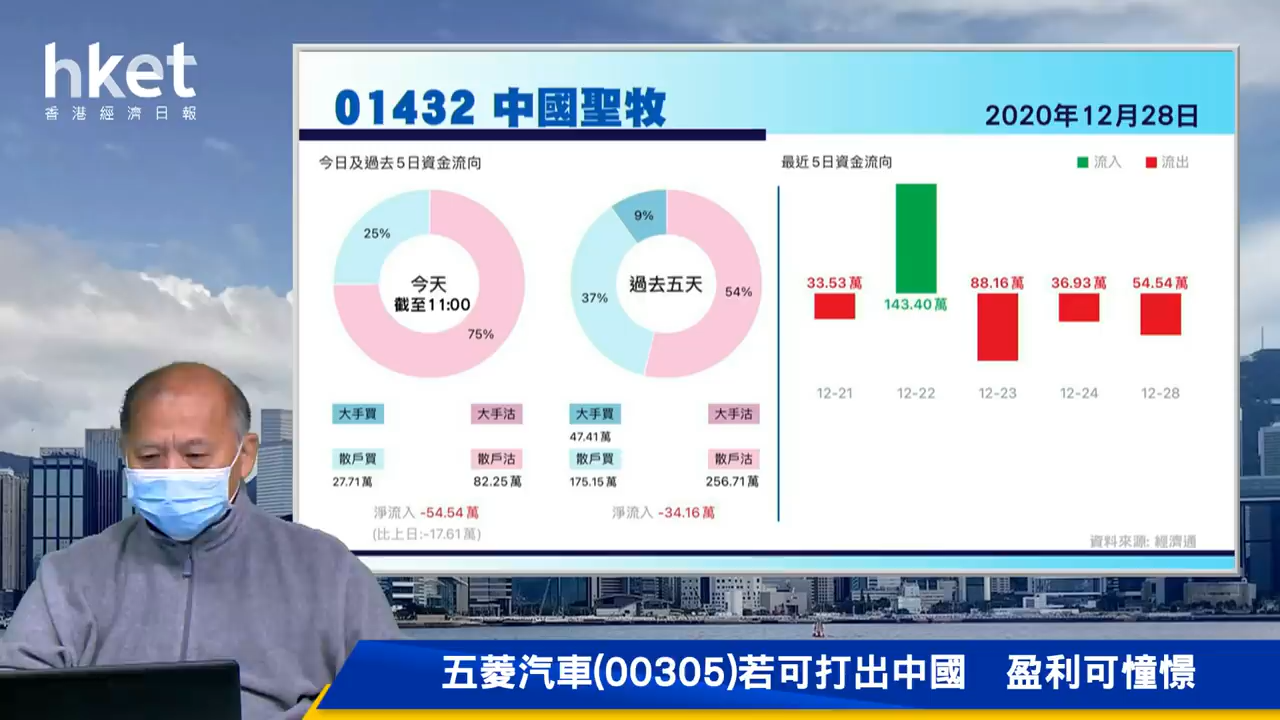 hket
香港經濟日報
01432 中國聖牧
2020年12月28日
今日及過去5日資金流向
25%
75%
今天
截至11:00
9%
37%
54%
過去五天
大手買
大手沽
散戶買
散戶沽
27.71萬
82.25萬
淨流入 -54.54萬
(比上日:-17.61萬)
大手買
大手沽
47.41萬
散戶買
散戶沽
175.15萬
256.71萬
淨流入 -34.16萬
最近5日資金流向
流入
流出
33.53萬
143.40萬
88.16萬
36.93萬
54.54萬
12-21
12-22
12-23
12-24
12-28
資料來源: 經濟通
五菱汽車(00305)若可打出中國 盈利可憧憬